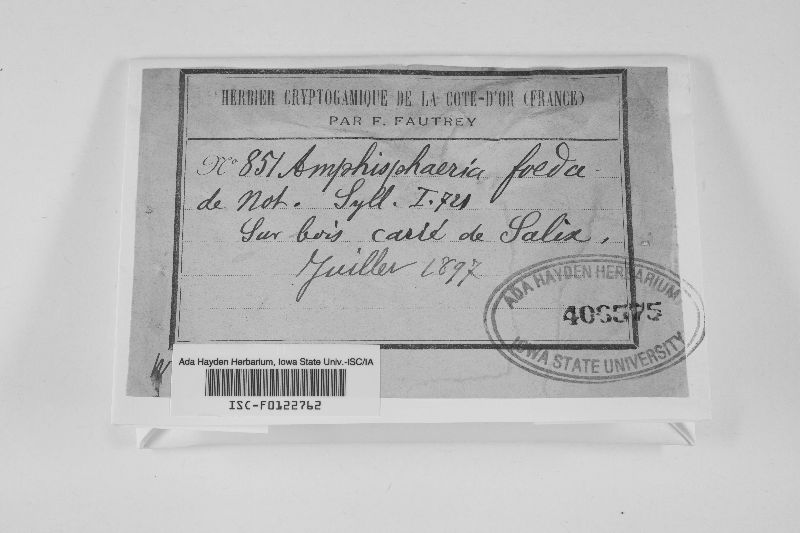 HERBIER CRYPTOGAMIQUE DE LA COTE-D'OR (FRANCE)
PAR F. FAUTREY
No 851 Amphisphaeria foeda
de Not. Syll. I. 721
Sur bois carié de Salix,
Juillet 1897
ADA HAYDEN HERBARIUM
IOWA STATE UNIVERSITY
Ada Hayden Herbarium, Iowa State Univ.-ISC/IA
ISC-F0122762